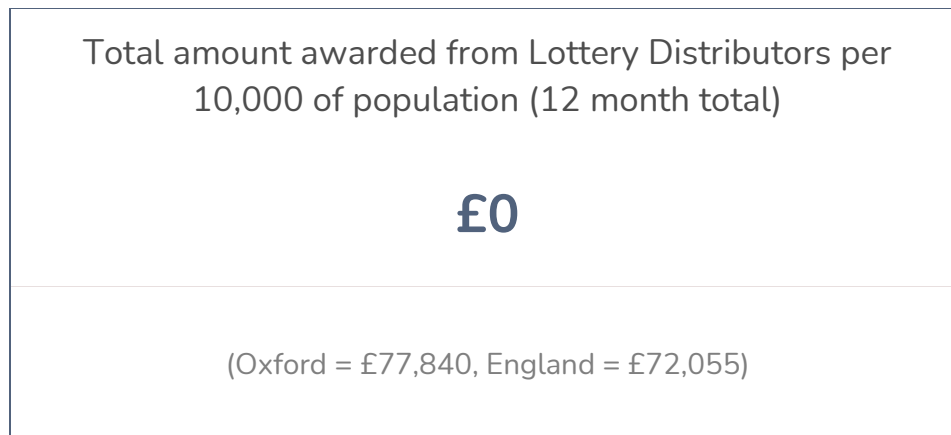 Total amount awarded from Lottery Distributors per
10,000 of population (12 month total)
£0
(Oxford = £77,840, England = £72,055)